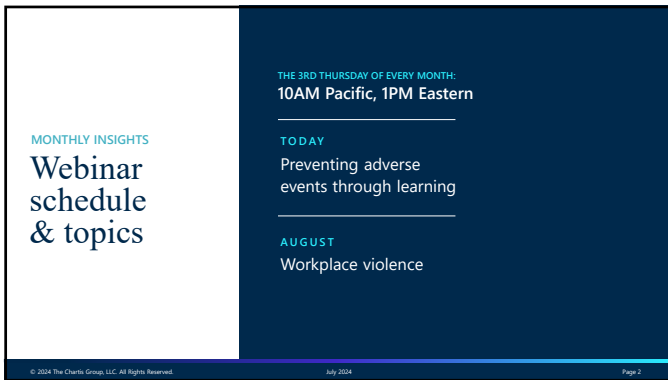 MONTHLY INSIGHTS
Webinar
schedule
& topics
THE 3RD THURSDAY OF EVERY MONTH:
10AM Pacific, 1PM Eastern
TODAY
Preventing adverse
events through learning
AUGUST
Workplace violence
© 2024 The Chartis Group, LLC. All Rights Reserved.
July 2024
Page 2